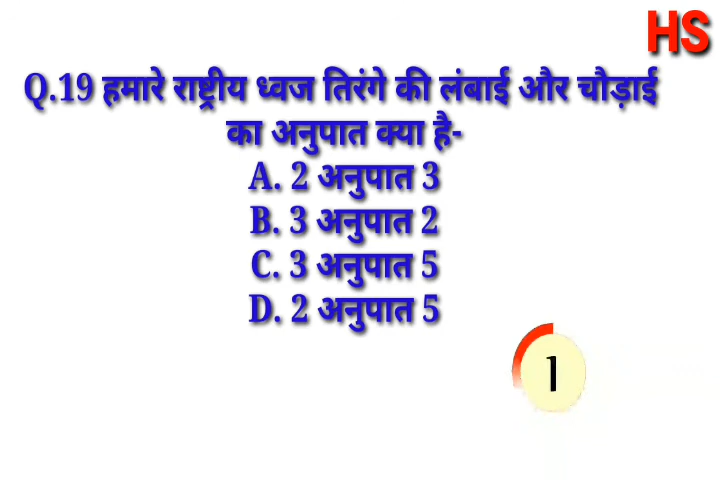 HS
Q.19 हमारे राष्ट्रीय ध्वज तिरंगे की लंबाई और चौड़ाई
का अनुपात क्या है-
A. 2 अनुपात 3
B. 3 अनुपात 2
C. 3 अनुपात 5
D. 2 अनुपात 5
1